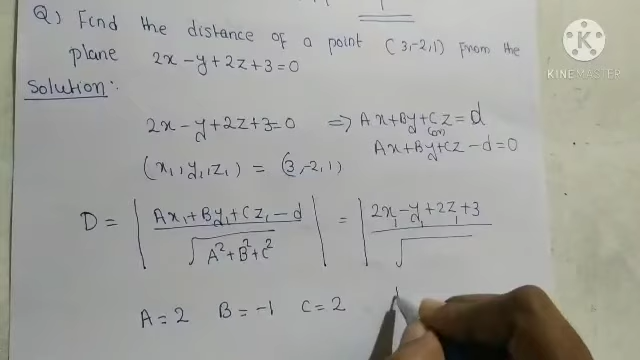 Q) Find the distance of a point (3,-2,1) From the
plane 2x-y+2z+3=0
Solution:-
2x-y+2z+3=0 => Ax+By+Cz=d
(or)
Ax+By+Cz-d=0
(x₁,y₁,z₁) = (3,-2,1)
D = |Ax₁+By₁+Cz₁-d / √A²+B²+C²| = |2x₁-y₁+2z₁+3 / √
A=2 B=-1 C=2
K
KINEMASTER